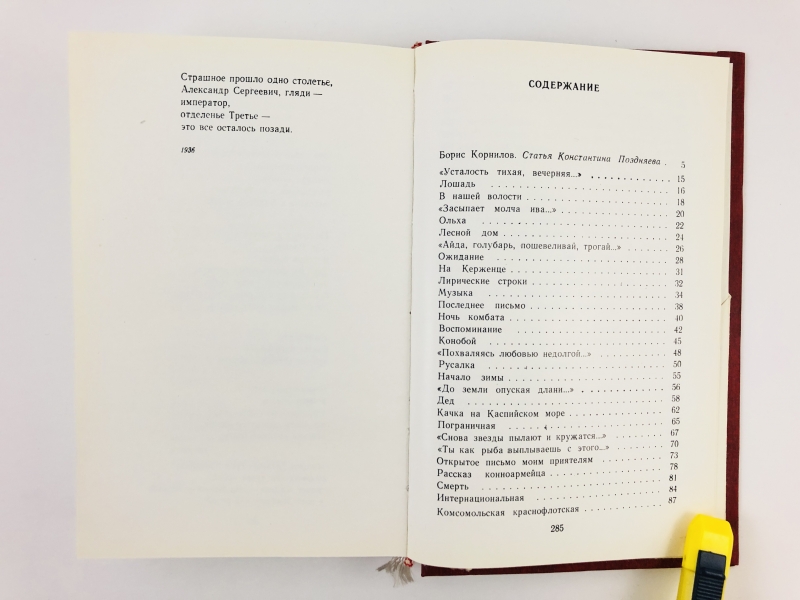 Страшное прошло одно столетье,
Александр Сергеевич, гляди —
император,
отделенье Третье —
это все осталось позади.
1936
СОДЕРЖАНИЕ
Борис Корнилов. Статья Константина Поздняева . 5
«Усталость тихая, вечерняя...» . . . . . . . . . . . 15
Лошадь . . . . . . . . . . . . . . . . . . . . . . 16
В нашей волости . . . . . . . . . . . . . . . . . . 18
«Засыпает молча ива...» . . . . . . . . . . . . . . 20
Ольха . . . . . . . . . . . . . . . . . . . . . . 22
Лесной дом . . . . . . . . . . . . . . . . . . . . 24
«Айда, голубарь, пошевеливай, трогай...» . . . . . . 26
Ожидание . . . . . . . . . . . . . . . . . . . . . 28
На Керженце . . . . . . . . . . . . . . . . . . . 31
Лирические строки . . . . . . . . . . . . . . . . . 32
Музыка . . . . . . . . . . . . . . . . . . . . . . 34
Последнее письмо . . . . . . . . . . . . . . . . . 38
Ночь комбата . . . . . . . . . . . . . . . . . . . 40
Воспоминание . . . . . . . . . . . . . . . . . . . 42
Конобой . . . . . . . . . . . . . . . . . . . . . 45
«Похваляясь любовью недолгой...» . . . . . . . . . 48
Русалка . . . . . . . . . . . . . . . . . . . . . 50
Начало зимы . . . . . . . . . . . . . . . . . . . 55
«До земли опуская длани...» . . . . . . . . . . . . 56
Дед . . . . . . . . . . . . . . . . . . . . . . . 58
Качка на Каспийском море . . . . . . . . . . . . . 62
Пограничная . . . . . . . . . . . . . . . . . . . 65
«Снова звезды пылают и кружатся...» . . . . . . . 67
«Ты как рыба выплываешь с этого...» . . . . . . . 70
Открытое письмо моим приятелям . . . . . . . . . 73
Рассказ конноармейца . . . . . . . . . . . . . . . 78
Смерть . . . . . . . . . . . . . . . . . . . . . . 81
Интернациональная . . . . . . . . . . . . . . . . 84
Комсомольская краснофлотская . . . . . . . . . . 87
285